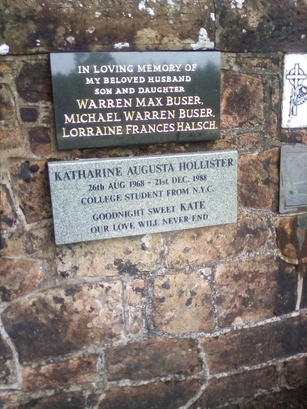 IN LOVING MEMORY OF
MY BELOVED HUSBAND
SON AND DAUGHTER
WARREN MAX BUSER.
MICHAEL WARREN BUSER.
LORRAINE FRANCES HALSCH.
KATHARINE AUGUSTA HOLLISTER
26th AUG 1968 - 21st DEC. 1988
COLLEGE STUDENT FROM N.Y.C.
GOODNIGHT SWEET KATE
OUR LOVE WILL NEVER END